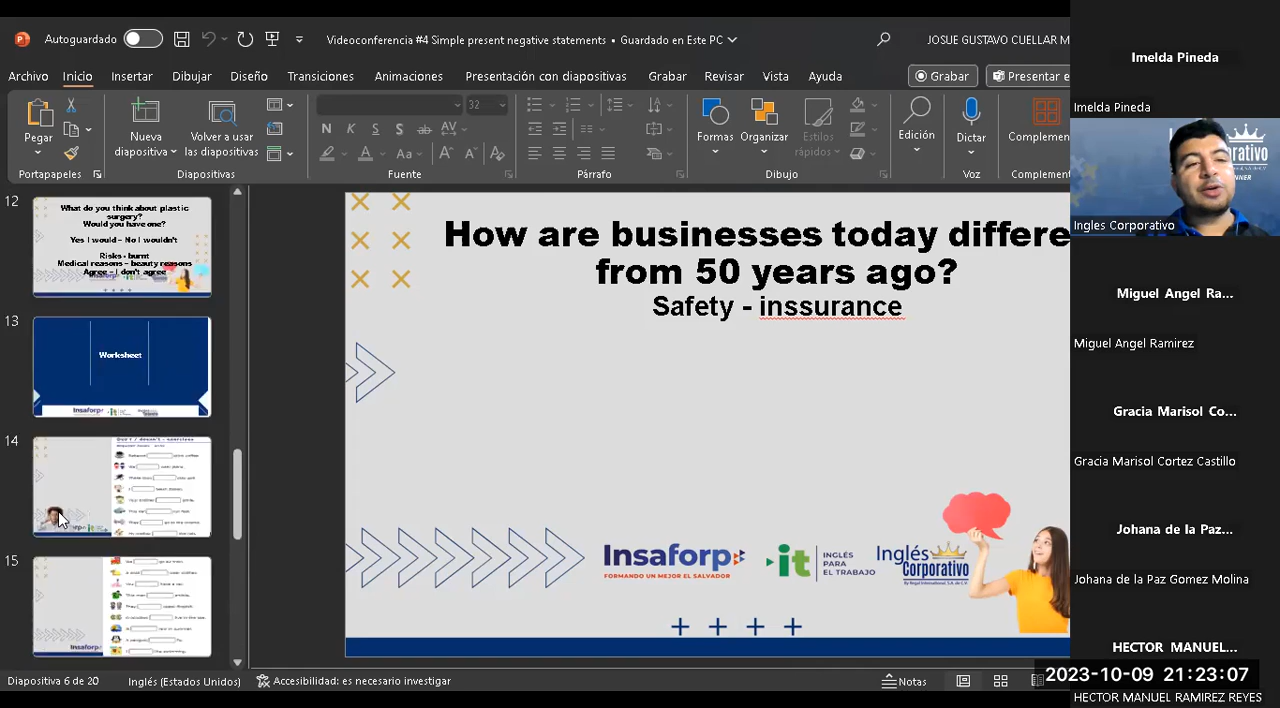 Autoguardado
Videoconferencia #4 Simple present negative statements • Guardado en Este PC
JOSUE GUSTAVO CUELLAR M
Archivo Inicio Insertar Dibujar Diseño Transiciones Animaciones Presentación con diapositivas Grabar Revisar Vista Ayuda
Grabar
Presentar e
32
Pegar
Nueva diapositiva
Volver a usar las diapositivas
N K S S ab AV
A Aa A A
Formas
Organizar
Estilos rápidos
Edición
Dictar
Complemen
Portapapeles
Diapositivas
Fuente
Párrafo
Dibujo
Voz
Complement
12
What do you think about plastic
surgery?
Would you have one?
Yes I would - No I wouldn't
Risks - burnt
Medical reasons - beauty reasons
Agree - I don't agree
13
Worksheet
Insaforp
14
Insaforp
15
Insaforp
How are businesses today differe
from 50 years ago?
Safety - inssurance
Insaforp
FORMANDO UN MEJOR EL SALVADOR
it
INGLÉS
PARA
EL TRABAJO
Inglés
Corporativo
Diapositiva 6 de 20
Inglés (Estados Unidos)
Accesibilidad: es necesario investigar
Notas
Imelda Pineda
Imelda Pineda
Ingles Corporativo
Miguel Angel Ra...
Miguel Angel Ramirez
Gracia Marisol Co...
Gracia Marisol Cortez Castillo
Johana de la Paz...
Johana de la Paz Gomez Molina
HECTOR MANUEL...
2023-10-09 21:23:07
HECTOR MANUEL RAMIREZ REYES